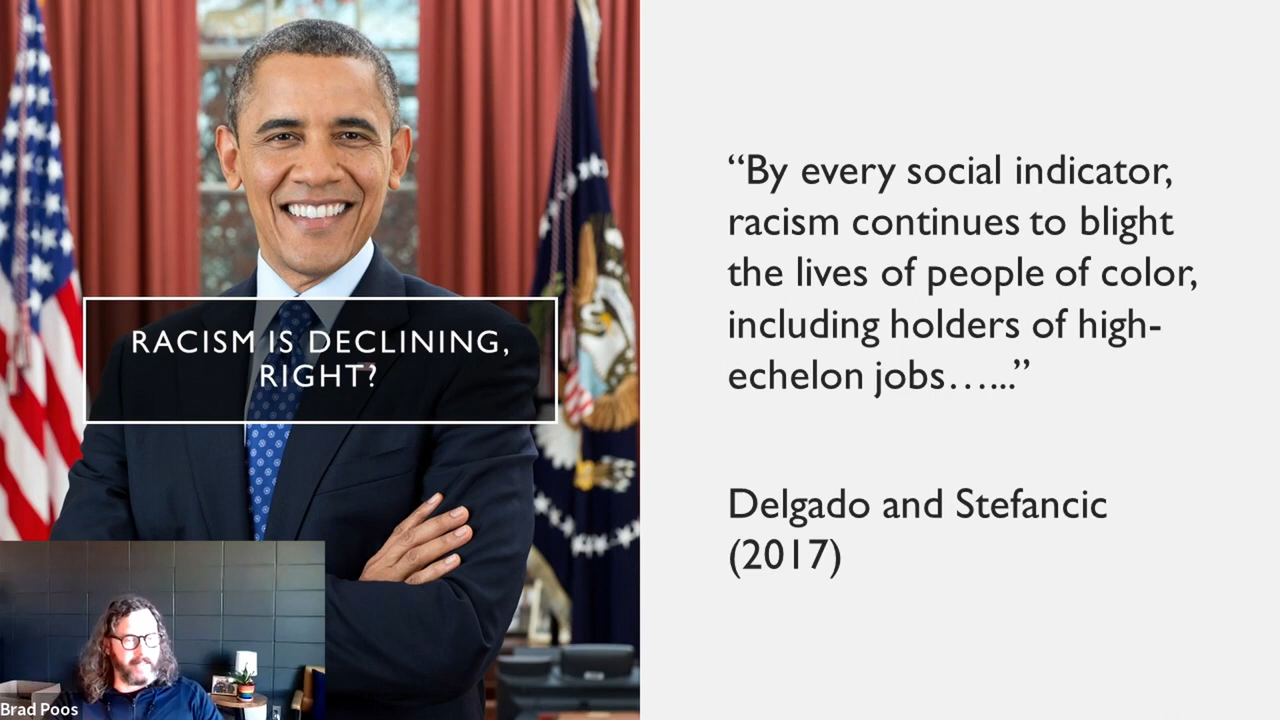 RACISM IS DECLINING,
RIGHT?
“By every social indicator,
racism continues to blight
the lives of people of color,
including holders of high-
echelon jobs…...”
Delgado and Stefancic
(2017)
Brad Poos